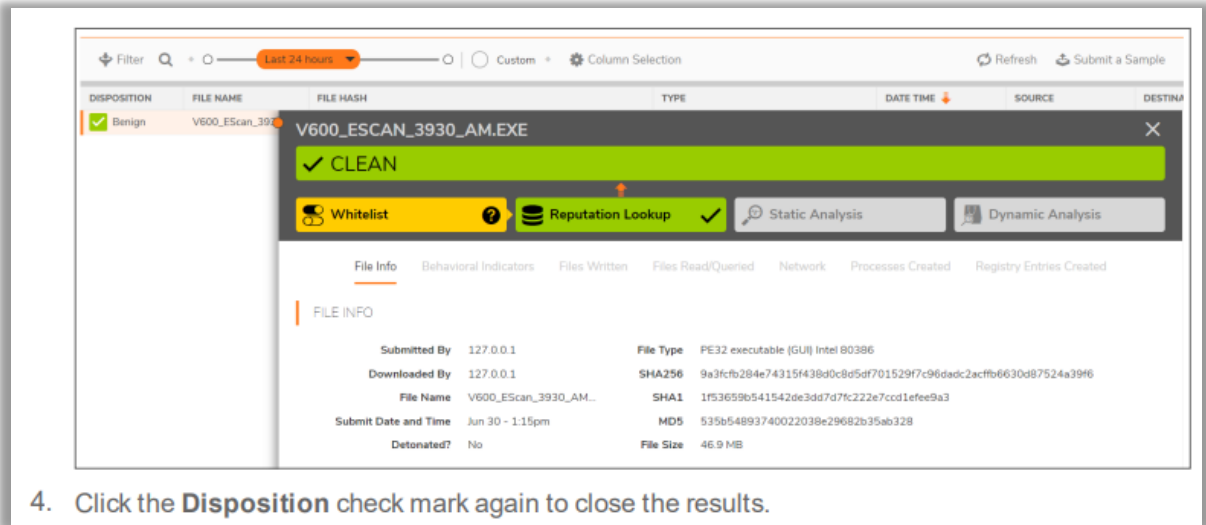 Filter Last 24 hours Custom Column Selection Refresh Submit a Sample
DISPOSITION FILE NAME FILE HASH TYPE DATE TIME SOURCE DESTINA
Benign V600_EScan_393
V600_ESCAN_3930_AM.EXE
CLEAN
Whitelist Reputation Lookup Static Analysis Dynamic Analysis
File Info Behavioral Indicators Files Written Files Read/Queried Network Processes Created Registry Entries Created
FILE INFO
Submitted By 127.0.0.1 File Type PE32 executable (GUI) Intel 80386
Downloaded By 127.0.0.1 SHA256 9a3fcfb284e74315f438d0c8d5df701529f7c96dadc2acffb6630d87524a39f6
File Name V600_EScan_3930_AM... SHA1 1f53659b541542de3dd7d7fc222e7ccd1efee9a3
Submit Date and Time Jun 30 - 1:15pm MD5 535b54893740022038e29682b35ab328
Detonated? No File Size 46.9 MB
4. Click the Disposition check mark again to close the results.